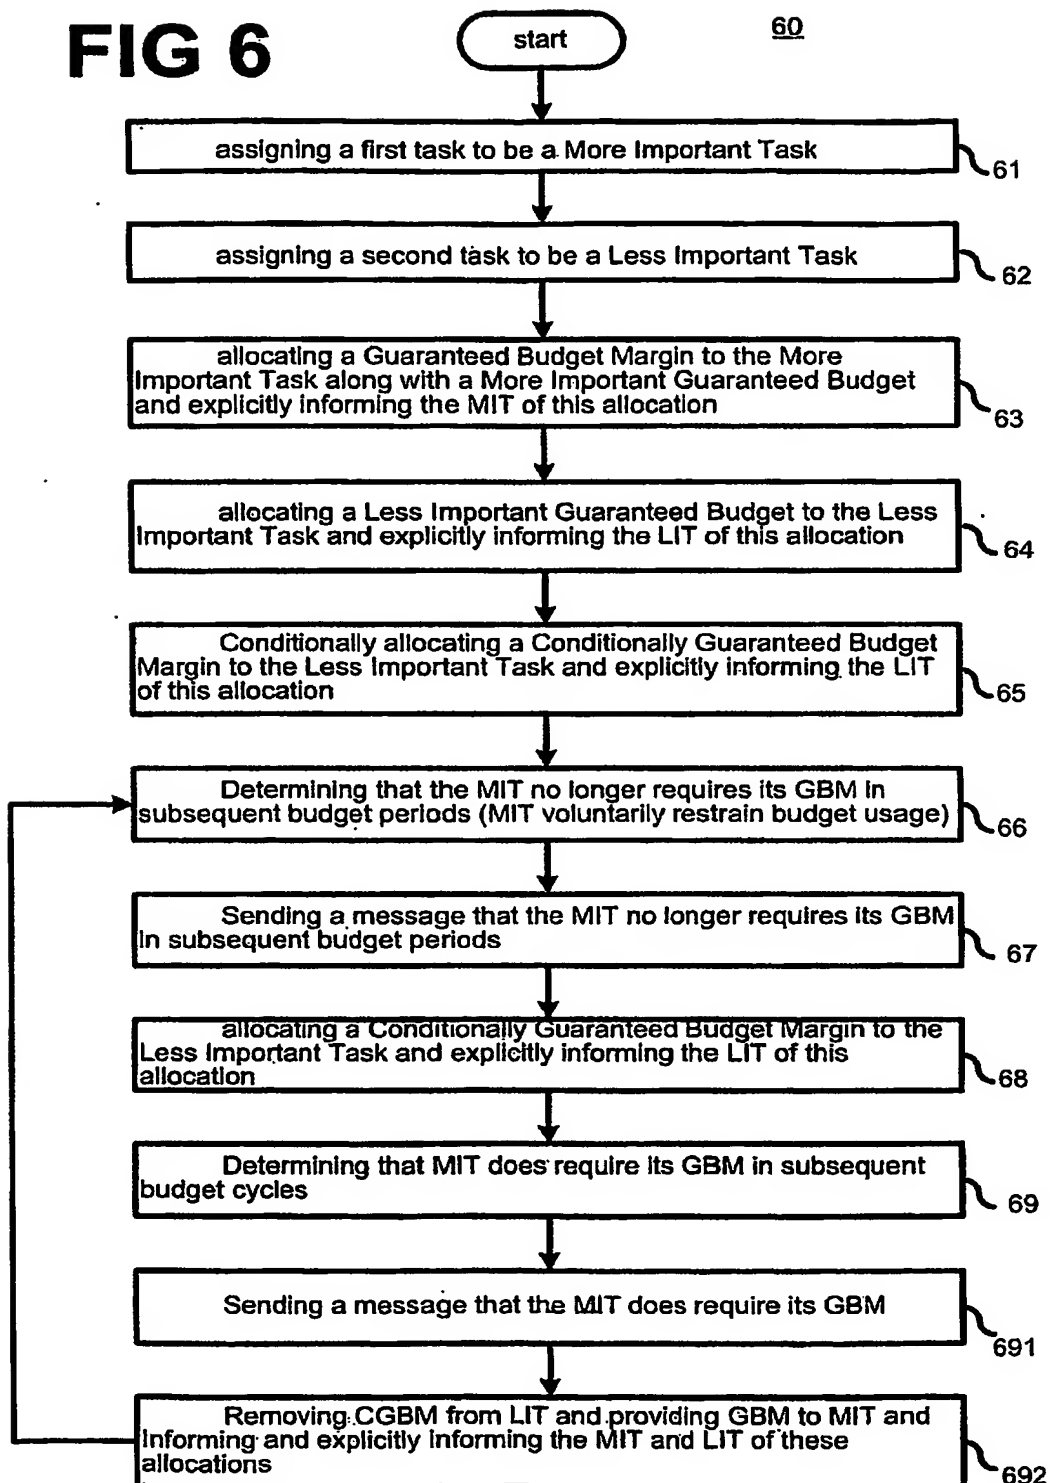 FIG 6
start
60
assigning a first task to be a More Important Task
61
assigning a second task to be a Less Important Task
62
allocating a Guaranteed Budget Margin to the More
Important Task along with a More Important Guaranteed Budget
and explicitly informing the MIT of this allocation
63
allocating a Less Important Guaranteed Budget to the Less
Important Task and explicitly informing the LIT of this allocation
64
Conditionally allocating a Conditionally Guaranteed Budget
Margin to the Less Important Task and explicitly informing the LIT
of this allocation
65
Determining that the MIT no longer requires its GBM in
subsequent budget periods (MIT voluntarily restrain budget usage)
66
Sending a message that the MIT no longer requires its GBM
in subsequent budget periods
67
allocating a Conditionally Guaranteed Budget Margin to the
Less Important Task and explicitly informing the LIT of this
allocation
68
Determining that MIT does require its GBM in subsequent
budget cycles
69
Sending a message that the MIT does require its GBM
691
Removing CGBM from LIT and providing GBM to MIT and
Informing and explicitly informing the MIT and LIT of these
allocations
692